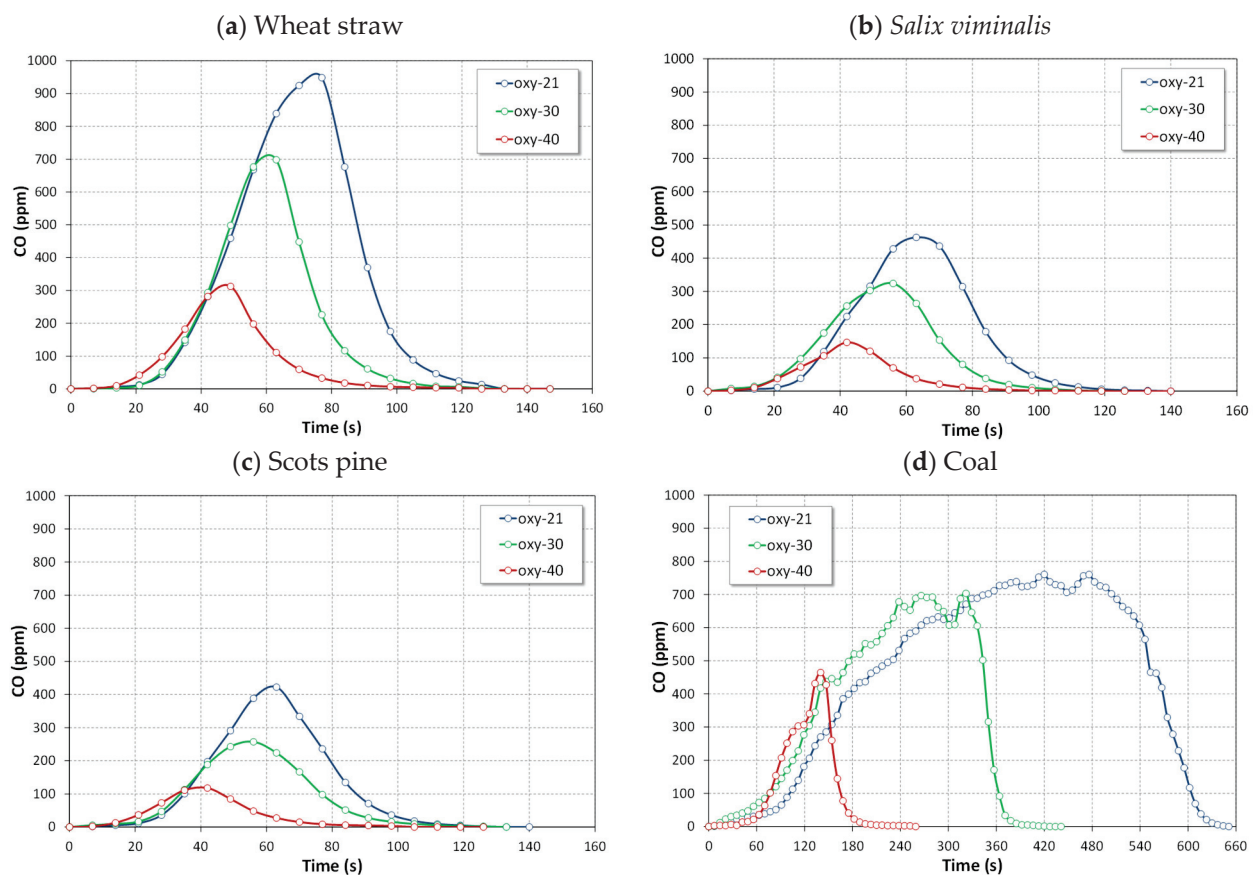 (a) Wheat straw
1000
900
800
700
600
500
400
300
200
100
0
CO (ppm)
oxy-21
oxy-30
oxy-40
0 20 40 60 80 100 120 140 160
Time (s)
(b) Salix viminalis
1000
900
800
700
600
500
400
300
200
100
0
CO (ppm)
oxy-21
oxy-30
oxy-40
0 20 40 60 80 100 120 140 160
Time (s)
(c) Scots pine
1000
900
800
700
600
500
400
300
200
100
0
CO (ppm)
oxy-21
oxy-30
oxy-40
0 20 40 60 80 100 120 140 160
Time (s)
(d) Coal
1000
900
800
700
600
500
400
300
200
100
0
CO (ppm)
oxy-21
oxy-30
oxy-40
0 60 120 180 240 300 360 420 480 540 600 660
Time (s)